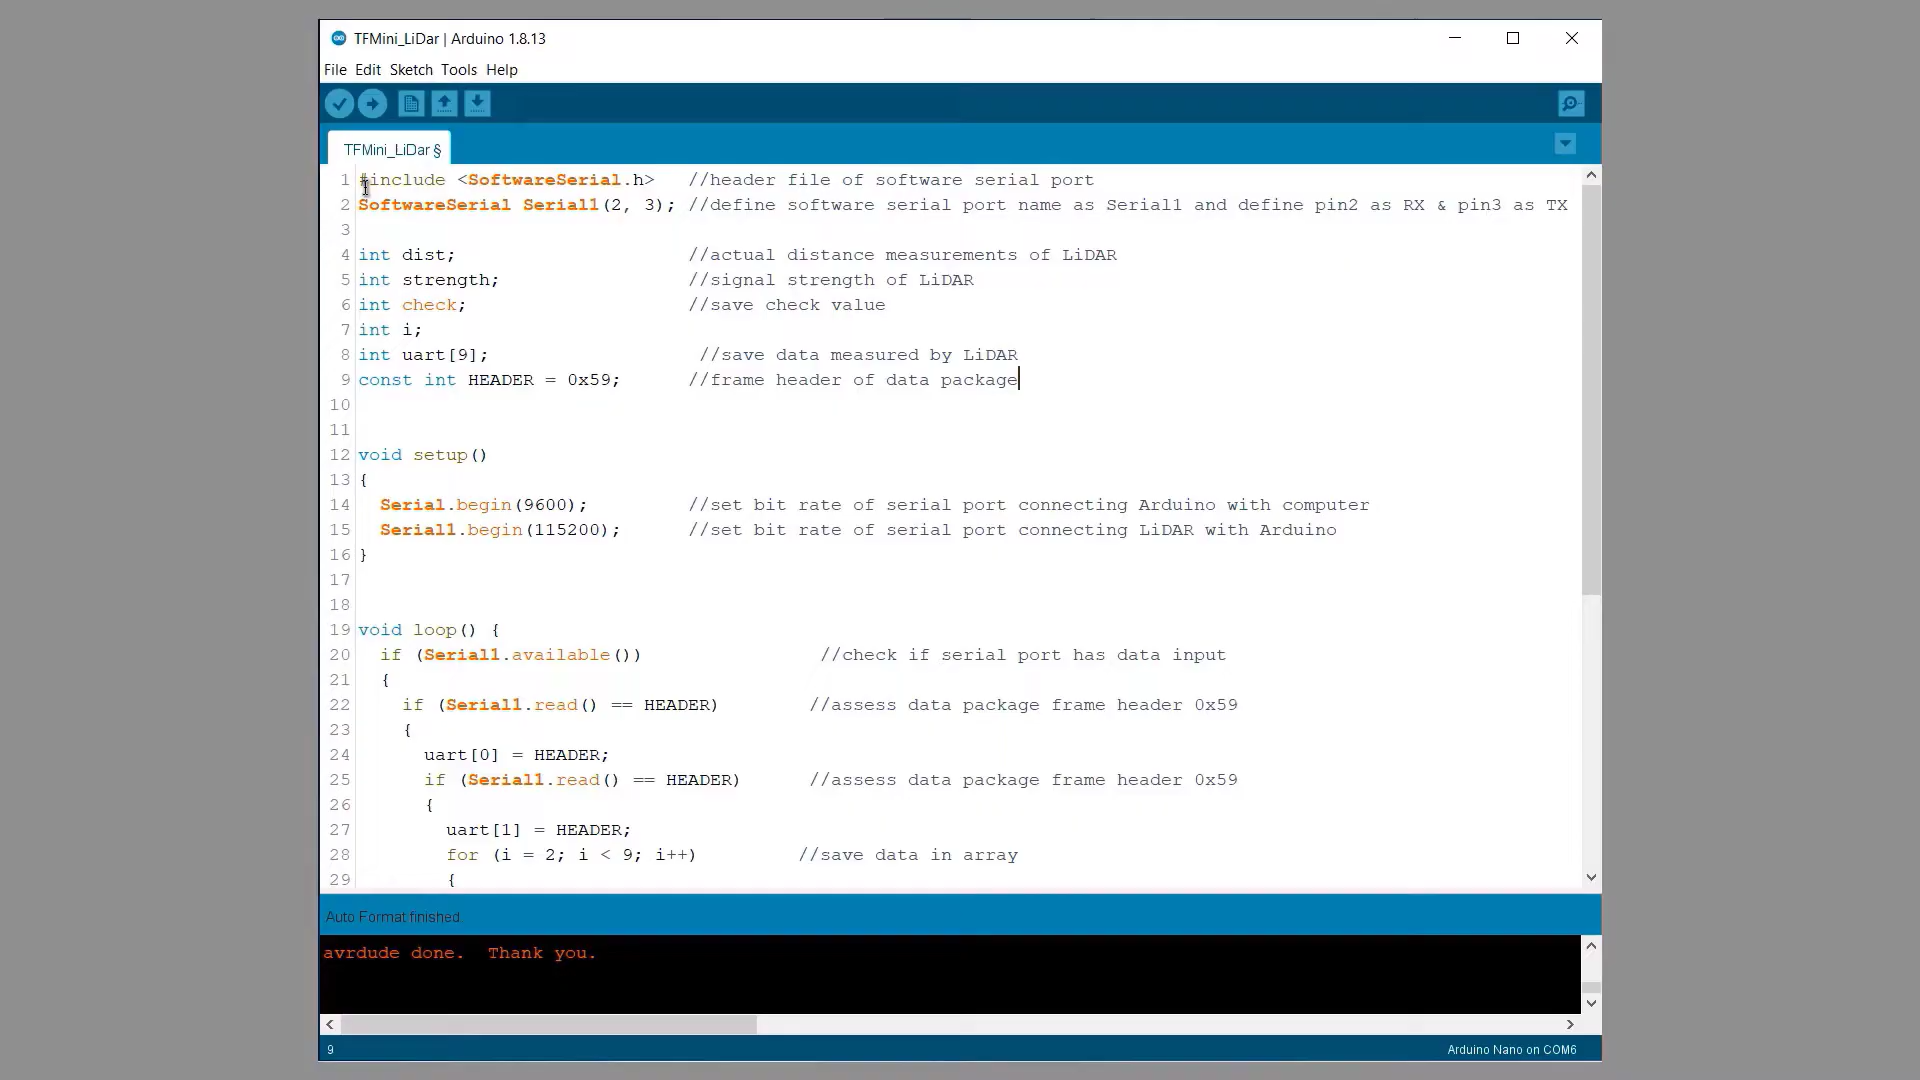 TFMini_LiDar | Arduino 1.8.13
File Edit Sketch Tools Help
TFMini_LiDar §
1 #include <SoftwareSerial.h>   //header file of software serial port
2 SoftwareSerial Serial1(2, 3); //define software serial port name as Serial1 and define pin2 as RX & pin3 as TX
3
4 int dist;                     //actual distance measurements of LiDAR
5 int strength;                 //signal strength of LiDAR
6 int check;                    //save check value
7 int i;
8 int uart[9];                   //save data measured by LiDAR
9 const int HEADER = 0x59;      //frame header of data package
10
11
12 void setup()
13 {
14   Serial.begin(9600);         //set bit rate of serial port connecting Arduino with computer
15   Serial1.begin(115200);      //set bit rate of serial port connecting LiDAR with Arduino
16 }
17
18
19 void loop() {
20   if (Serial1.available())                //check if serial port has data input
21   {
22     if (Serial1.read() == HEADER)        //assess data package frame header 0x59
23     {
24       uart[0] = HEADER;
25       if (Serial1.read() == HEADER)      //assess data package frame header 0x59
26       {
27         uart[1] = HEADER;
28         for (i = 2; i < 9; i++)         //save data in array
29         {
Auto Format finished.
avrdude done.  Thank you.
9
Arduino Nano on COM6